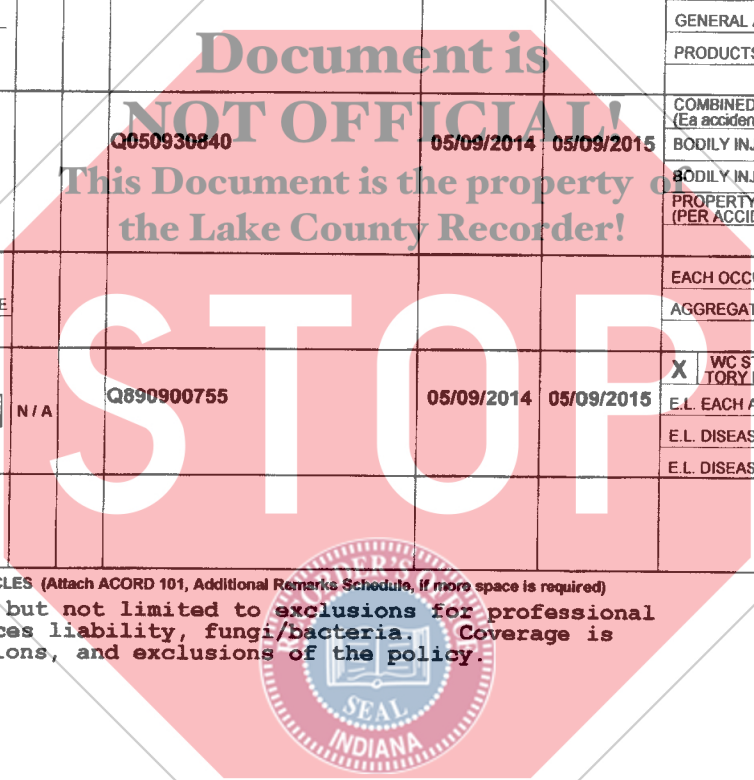 GENERAL
PRODUCTS
Document is
NOT OFFICIAL!
COMBINED
(Ea acciden
Q050930840 05/09/2014 05/09/2015 BODILY INJ
This Document is the property of
BODILY INJ
PROPERTY
(PER ACCID
the Lake County Recorder!
EACH OCCU
AGGREGAT
STOP
X WC ST
TORY
N / A Q890900755 05/09/2014 05/09/2015
E.L. EACH A
E.L. DISEAS
E.L. DISEAS
CLES (Attach ACORD 101, Additional Remarks Schedule, if more space is required)
but not limited to exclusions for professional
ces liability, fungi/bacteria. Coverage is
ions, and exclusions of the policy.
SEAL
INDIANA